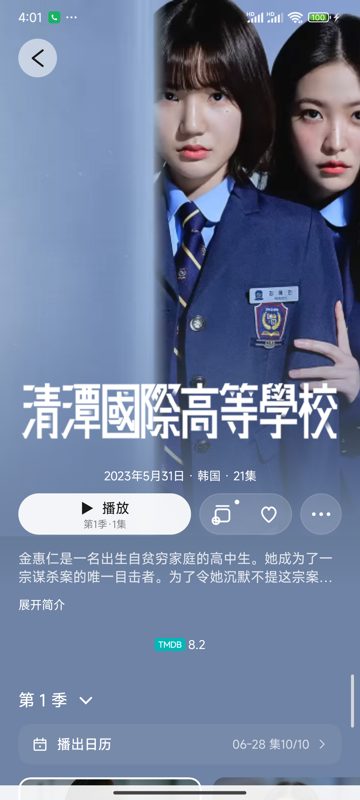 4:01
HD
HD
100
清潭國際高等學校
2023年5月31日 · 韩国 · 21集
播放
第1季 · 1集
金惠仁是一名出生自贫穷家庭的高中生。她成为了一
宗谋杀案的唯一目击者。为了令她沉默不提这宗案...
展开简介
TMDB 8.2
第 1 季
播出日历
06-28 集10/10